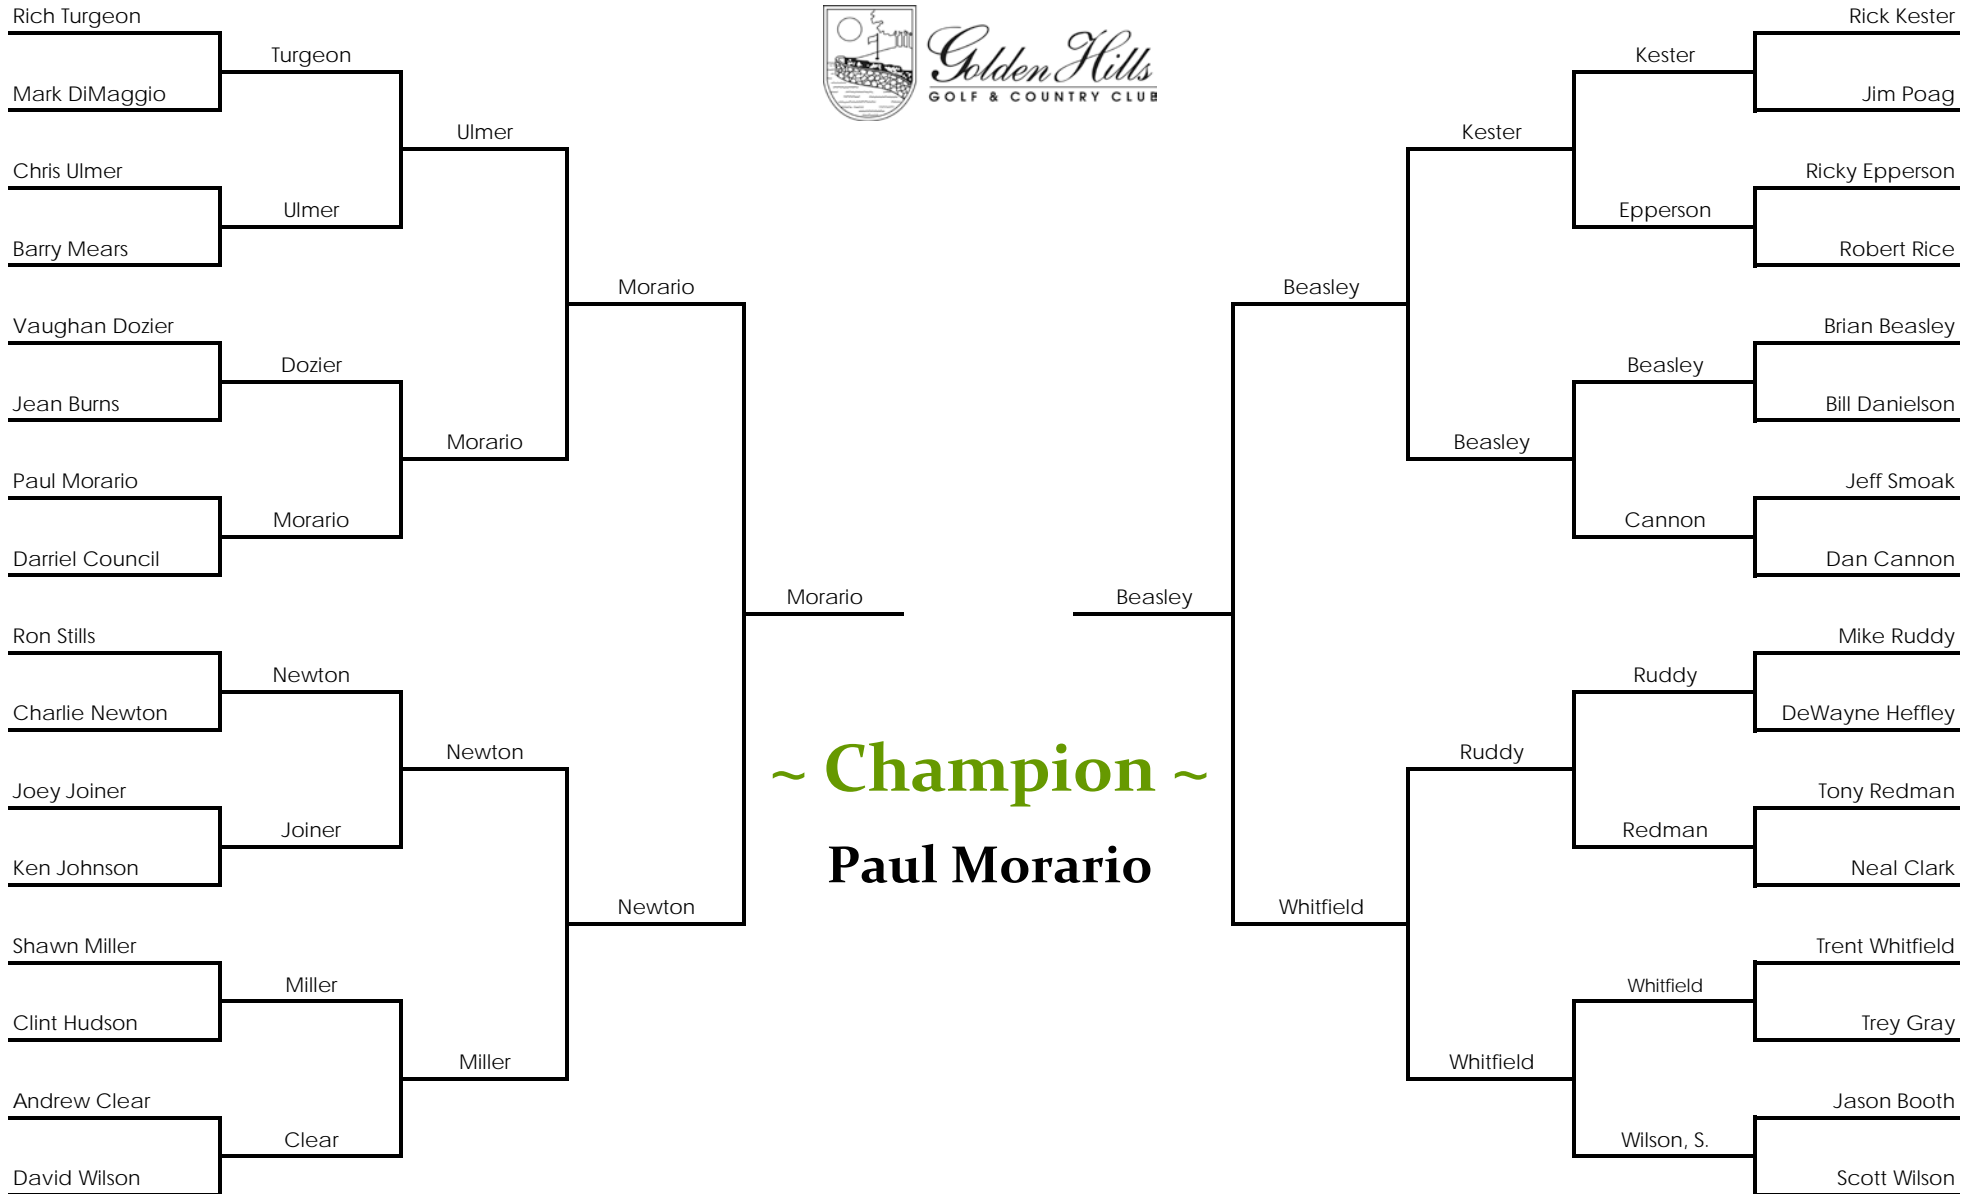 Rich Turgeon
Mark DiMaggio
Chris Ulmer
Barry Mears
Vaughan Dozier
Jean Burns
Paul Morario
Darriel Council
Ron Stills
Charlie Newton
Joey Joiner
Ken Johnson
Shawn Miller
Clint Hudson
Andrew Clear
David Wilson
Turgeon
Ulmer
Dozier
Morario
Newton
Joiner
Miller
Clear
Ulmer
Morario
Newton
Miller
Morario
Newton
Morario
Golden Hills
GOLF & COUNTRY CLUB
~ Champion ~
Paul Morario
Beasley
Beasley
Whitfield
Kester
Beasley
Ruddy
Whitfield
Kester
Epperson
Beasley
Cannon
Ruddy
Redman
Whitfield
Wilson, S.
Rick Kester
Jim Poag
Ricky Epperson
Robert Rice
Brian Beasley
Bill Danielson
Jeff Smoak
Dan Cannon
Mike Ruddy
DeWayne Heffley
Tony Redman
Neal Clark
Trent Whitfield
Trey Gray
Jason Booth
Scott Wilson